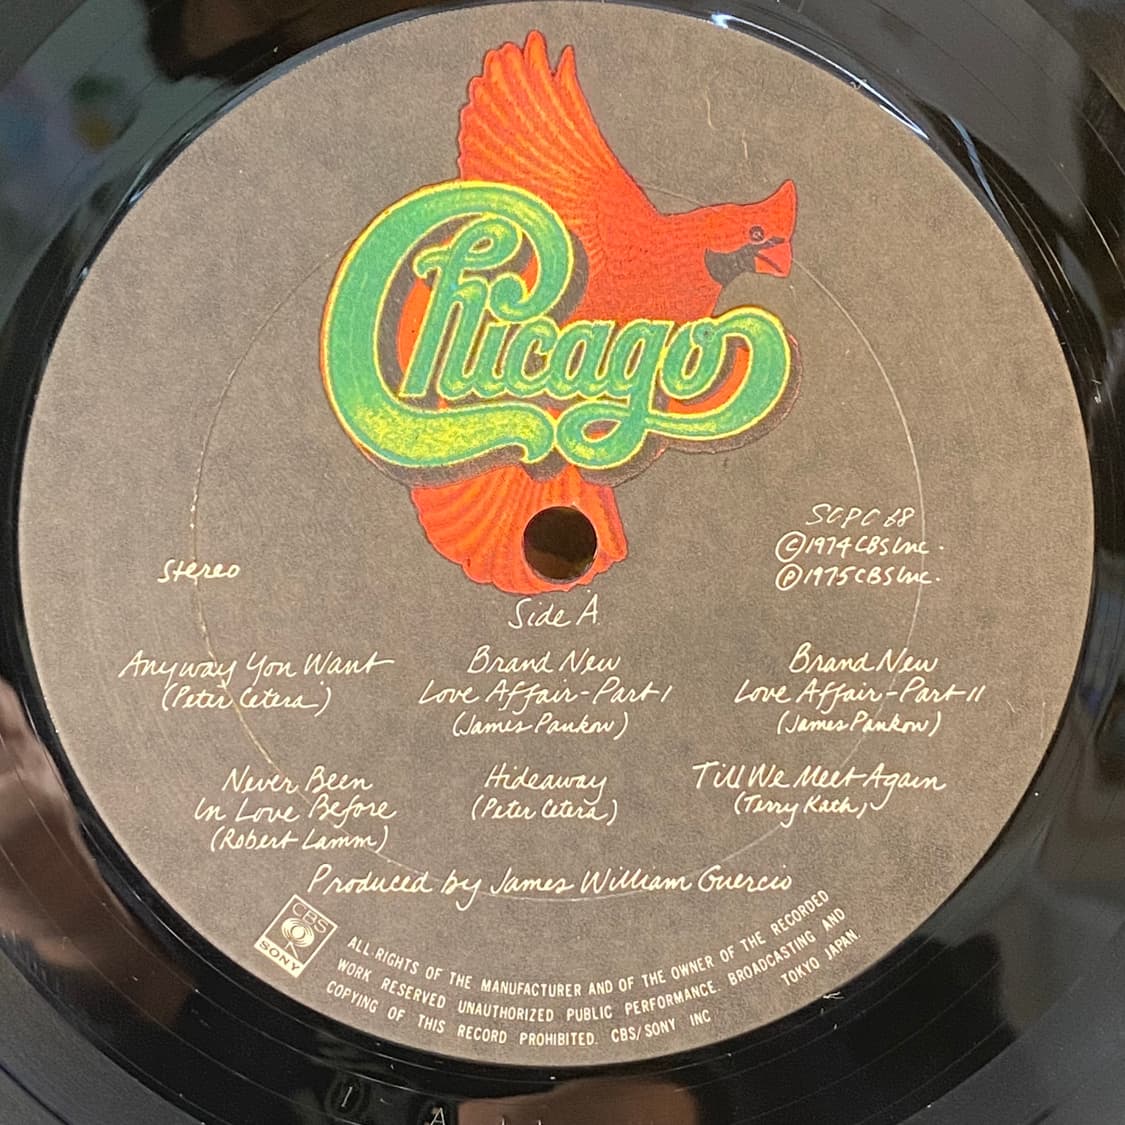 Chicago
SCPC 68
©1974 CBS Inc.
℗1975 CBS Inc.
stereo
Side A
Anyway You Want
(Peter Cetera)
Brand New
Love Affair-Part I
(James Pankow)
Brand New
Love Affair-Part II
(James Pankow)
Never Been
In Love Before
(Robert Lamm)
Hideaway
(Peter Cetera)
Till We Meet Again
(Terry Kath)
Produced by James William Guercio
CBS
SONY
ALL RIGHTS OF THE MANUFACTURER AND OF THE OWNER OF THE RECORDED
WORK RESERVED UNAUTHORIZED PUBLIC PERFORMANCE. BROADCASTING AND
COPYING OF THIS RECORD PROHIBITED. CBS/SONY INC TOKYO JAPAN
1 A